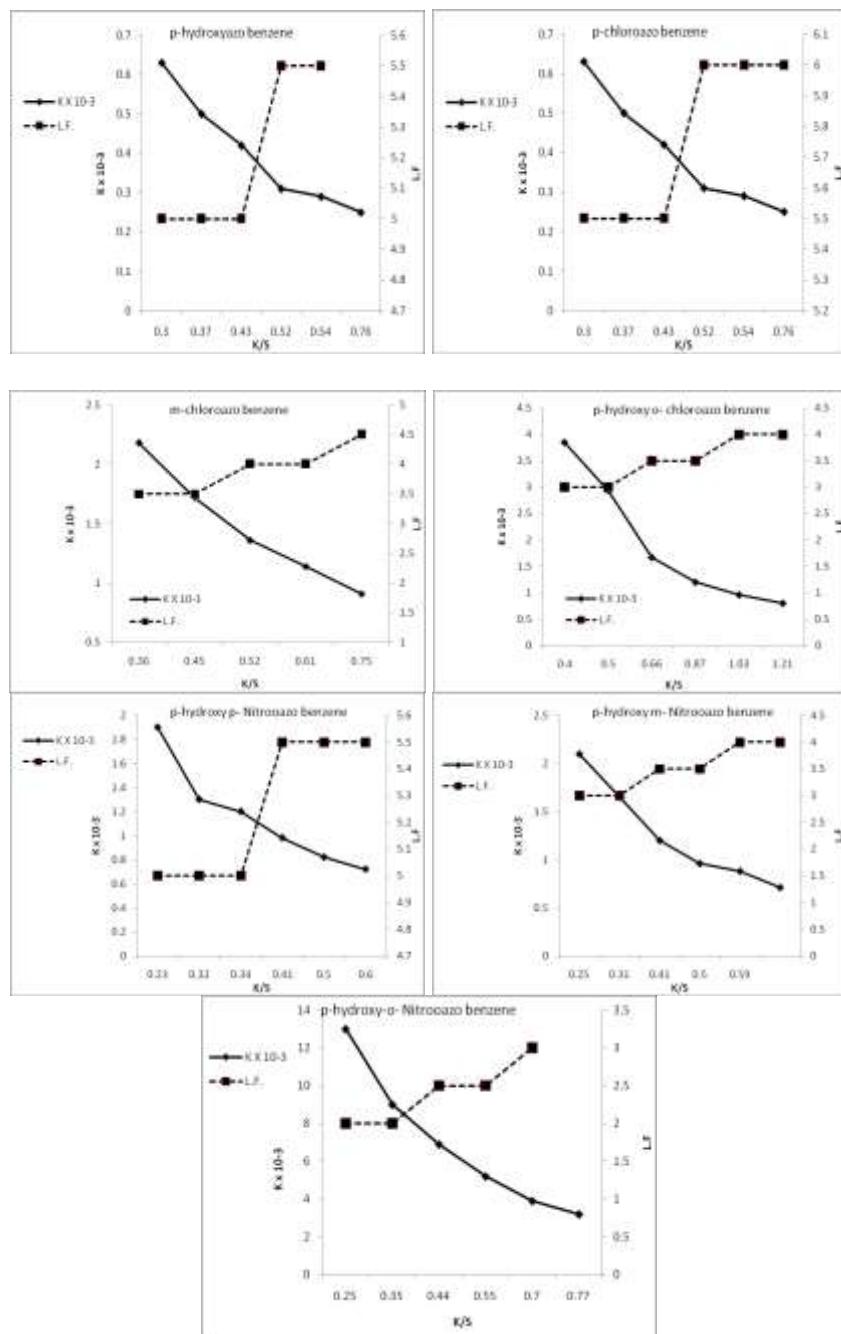 p-hydroxyazo benzene
0.7
0.6
0.5
0.4
0.3
0.2
0.1
0
K x 10-3
K X 10-3
L.F.
5.6
5.5
5.4
5.3
5.2
5.1
5
4.9
4.8
4.7
L.F
0.3 0.37 0.43 0.52 0.54 0.76
K/S
p-chloroazo benzene
0.7
0.6
0.5
0.4
0.3
0.2
0.1
0
K x 10-3
K X 10-3
L.F.
6.1
6
5.9
5.8
5.7
5.6
5.5
5.4
5.3
5.2
L.F
0.3 0.37 0.43 0.52 0.54 0.76
K/S
m-chloroazo benzene
2.5
2
1.5
1
0.5
K x 10-3
K X 10-3
L.F.
5
4.5
4
3.5
3
2.5
2
1.5
1
L.F
0.36 0.45 0.52 0.61 0.75
K/S
p-hydroxy o- chloroazo benzene
4.5
4
3.5
3
2.5
2
1.5
1
0.5
0
K x 10-3
K X 10-3
L.F.
4.5
4
3.5
3
2.5
2
1.5
1
0.5
0
L.F
0.4 0.5 0.66 0.87 1.03 1.21
K/S
p-hydroxy p- Nitrooazo benzene
2
1.8
1.6
1.4
1.2
1
0.8
0.6
0.4
0.2
0
K x 10-3
K X 10-3
L.F.
5.6
5.5
5.4
5.3
5.2
5.1
5
4.9
4.8
4.7
L.F
0.23 0.34 0.41 0.5 0.6
K/S
p-hydroxy m- Nitrooazo benzene
2.5
2
1.5
1
0.5
0
K x 10-3
K X 10-3
L.F.
4.5
4
3.5
3
2.5
2
1.5
1
0.5
0
L.F
0.25 0.31 0.41 0.5 0.59
K/S
p-hydroxy-o- Nitrooazo benzene
14
12
10
8
6
4
2
0
K x 10-3
K X 10-3
L.F.
3.5
3
2.5
2
1.5
1
0.5
0
L.F
0.25 0.35 0.44 0.55 0.7 0.77
K/S